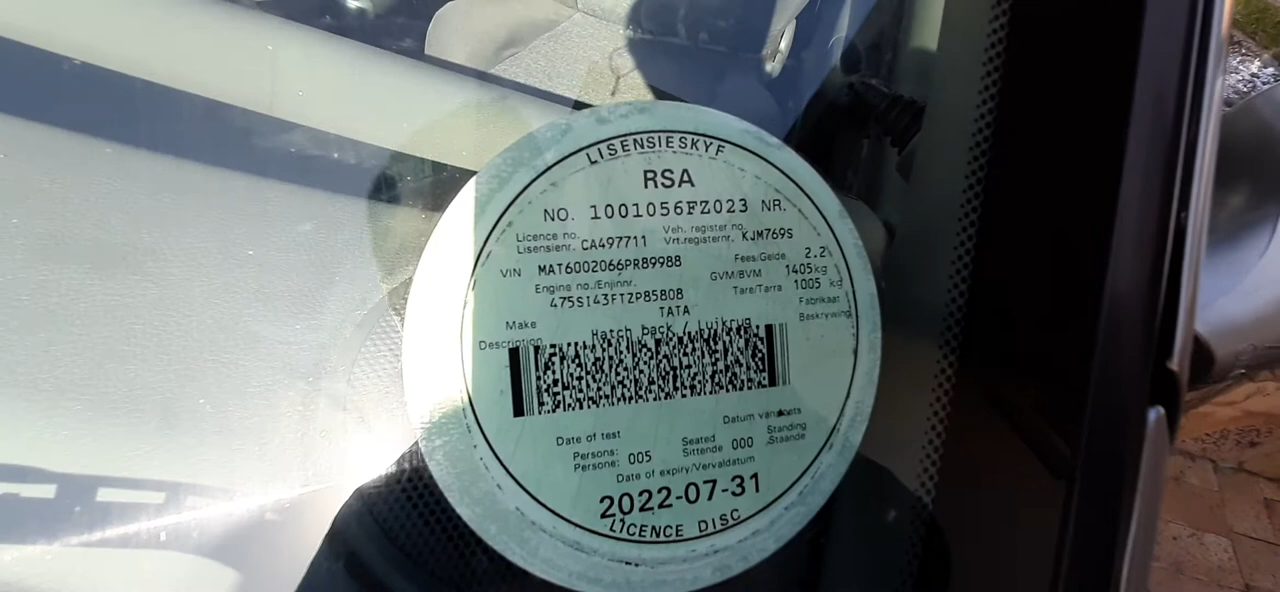 LISENSIESKYF
RSA
NO. 1001056FZ023 NR.
Licence no. Veh. register no.
Lisensienr. CA497711 Vrt.registernr. KJM769S
VIN MAT6002066PR89988 Fees/Gelde 2.2
GVM/BVM 1405kg
Engine no./Enjinnr. Tare/Tarra 1005 kg
475SI43FTZP85808
Make TATA Fabrikaat
Description Hatch back / Luikrug Beskrywing
Date of test Datum van toets
Persons: Seated Standing
Persone: 005 Sittende 000 Staande
Date of expiry/Vervaldatum
2022-07-31
LICENCE DISC